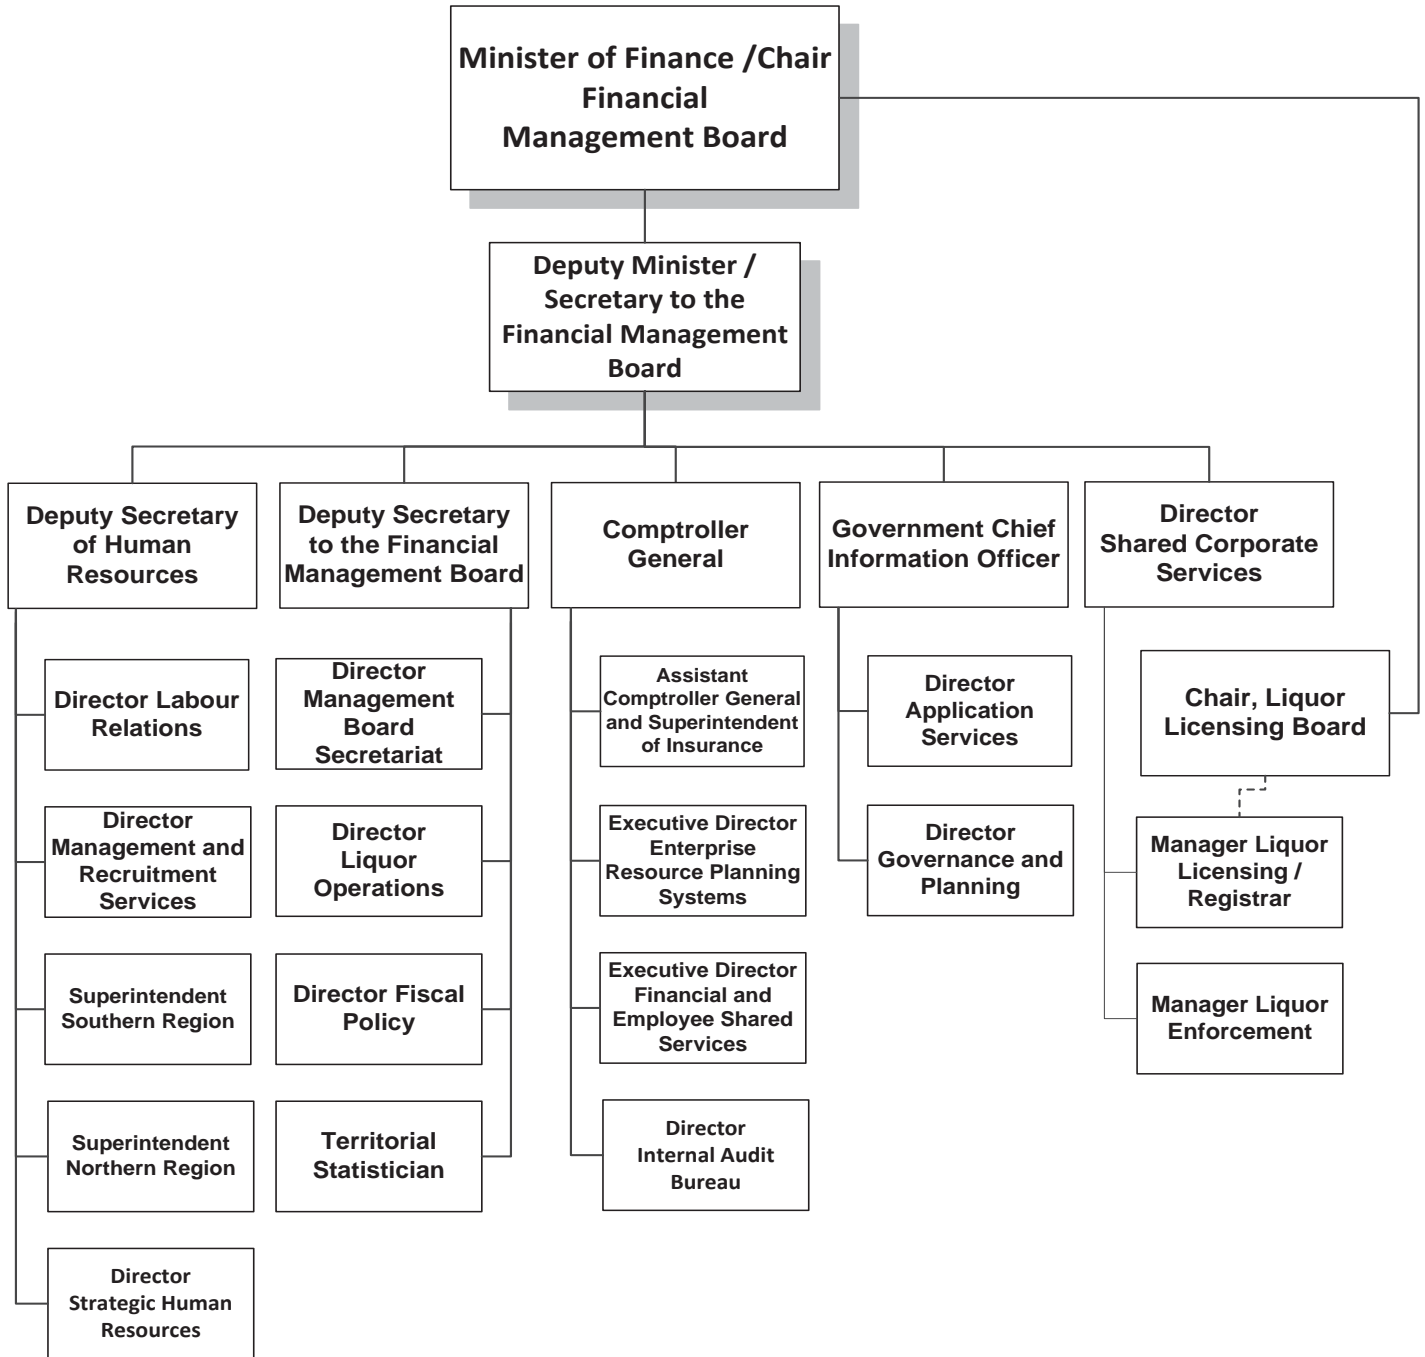 Minister of Finance /Chair
Financial
Management Board
Deputy Minister /
Secretary to the
Financial Management
Board
Deputy Secretary
of Human
Resources
Deputy Secretary
to the Financial
Management Board
Comptroller
General
Government Chief
Information Officer
Director
Shared Corporate
Services
Director Labour
Relations
Director
Management
Board
Secretariat
Assistant
Comptroller General
and Superintendent
of Insurance
Director
Application
Services
Chair, Liquor
Licensing Board
Director
Management and
Recruitment
Services
Director
Liquor
Operations
Executive Director
Enterprise
Resource Planning
Systems
Director
Governance and
Planning
Manager Liquor
Licensing /
Registrar
Superintendent
Southern Region
Director Fiscal
Policy
Executive Director
Financial and
Employee Shared
Services
Manager Liquor
Enforcement
Superintendent
Northern Region
Territorial
Statistician
Director
Internal Audit
Bureau
Director
Strategic Human
Resources